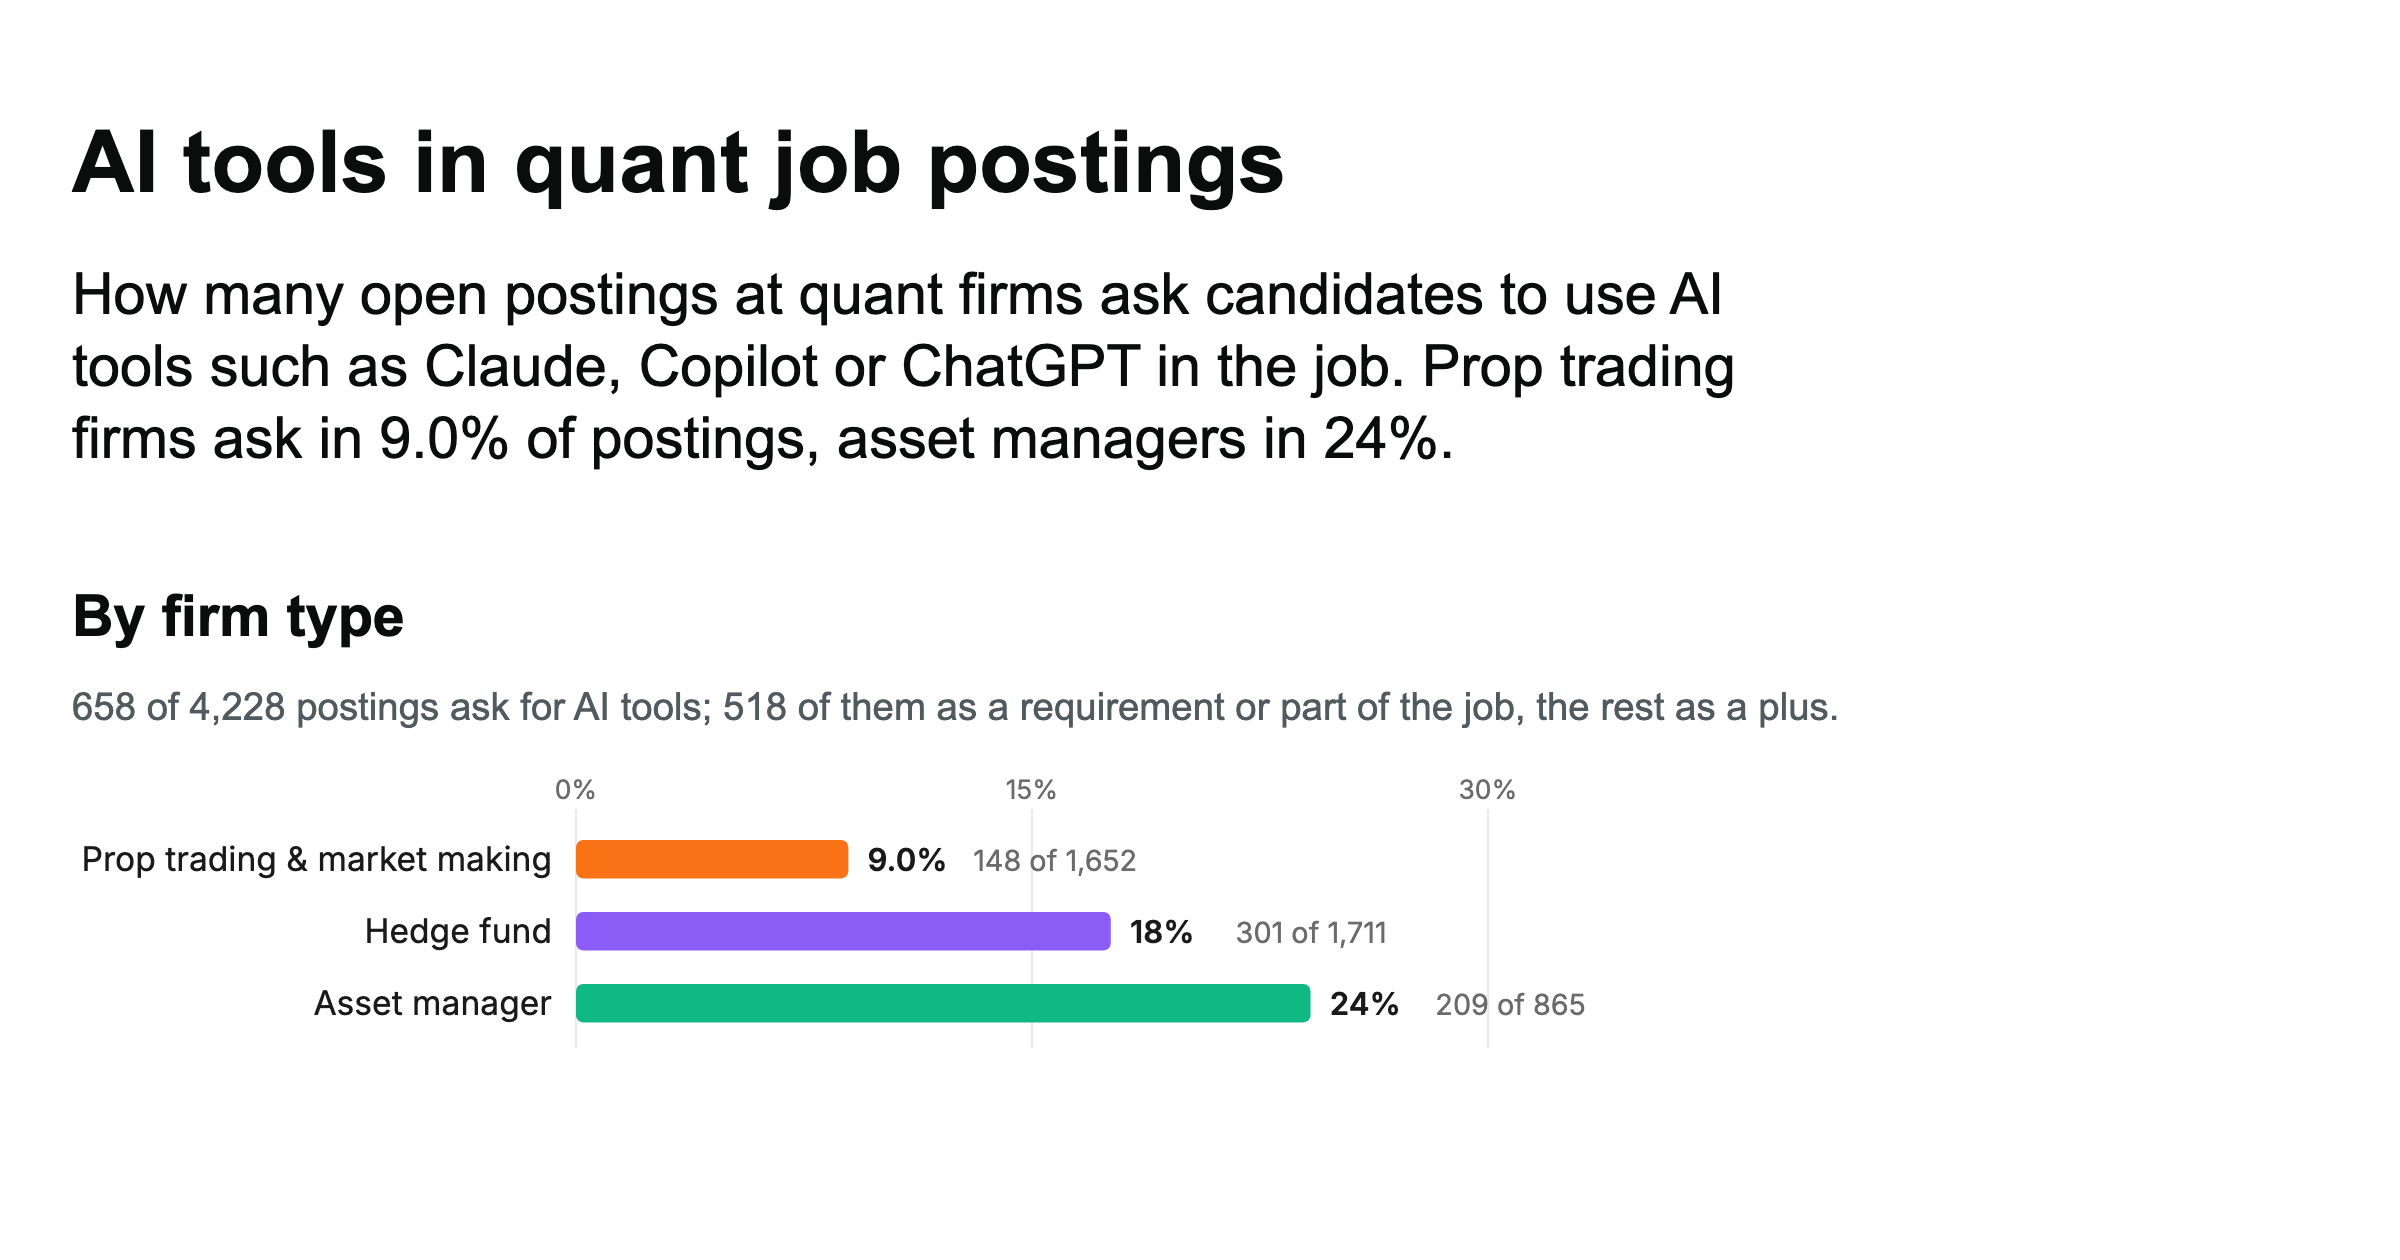 AI tools in quant job postings
How many open postings at quant firms ask candidates to use AI
tools such as Claude, Copilot or ChatGPT in the job. Prop trading
firms ask in 9.0% of postings, asset managers in 24%.
By firm type
658 of 4,228 postings ask for AI tools; 518 of them as a requirement or part of the job, the rest as a plus.
0% 15% 30%
Prop trading & market making 9.0% 148 of 1,652
Hedge fund 18% 301 of 1,711
Asset manager 24% 209 of 865